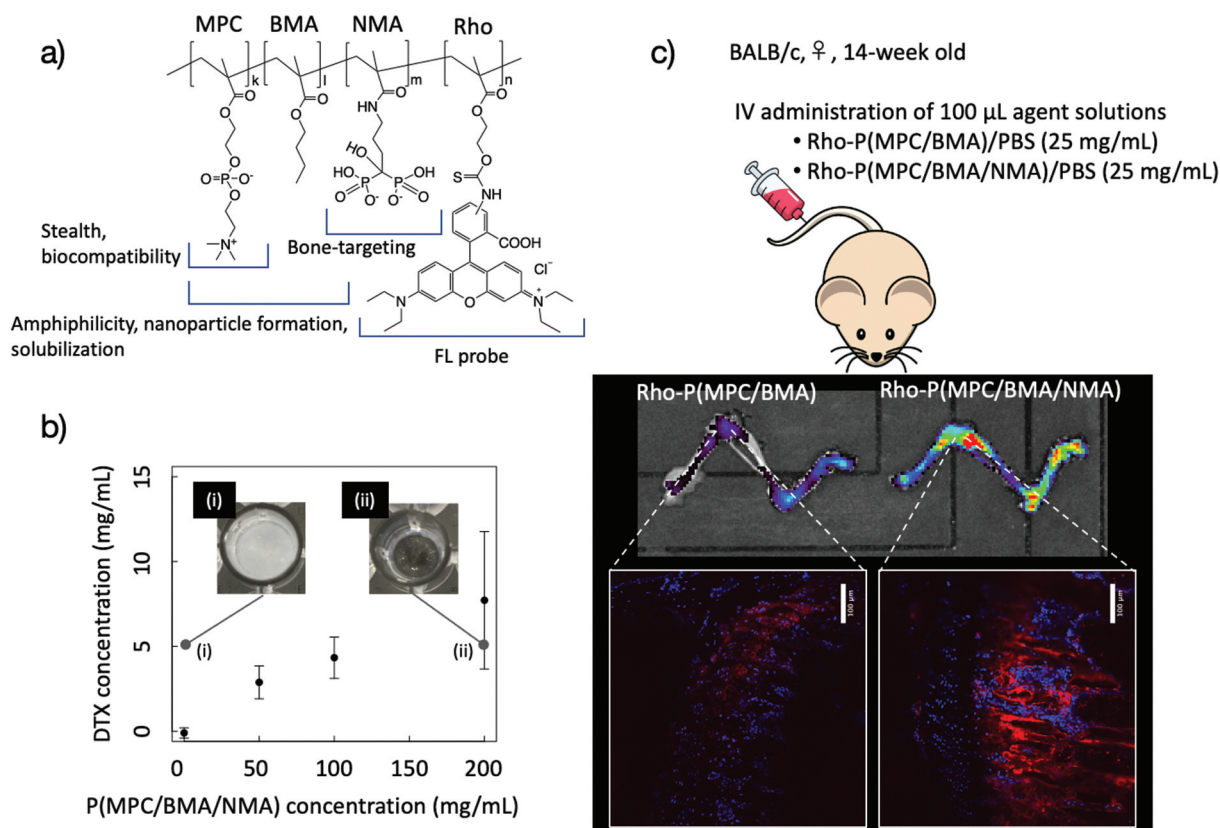 a)
MPC BMA NMA Rho
k l m n
O O HN O O
O O O
O HO O
O=P-O⁻ HO OH OH S
O P P NH
O O⁻ O⁻ O
N⁺ COOH
Cl⁻
N O N⁺
Stealth,
biocompatibility
Bone-targeting
Amphiphilicity, nanoparticle formation,
solubilization
FL probe
b)
DTX concentration (mg/mL)
15
10
5
0
(i) (ii)
(i) (ii)
0 50 100 150 200
P(MPC/BMA/NMA) concentration (mg/mL)
c)
BALB/c, ♀, 14-week old
IV administration of 100 μL agent solutions
• Rho-P(MPC/BMA)/PBS (25 mg/mL)
• Rho-P(MPC/BMA/NMA)/PBS (25 mg/mL)
Rho-P(MPC/BMA) Rho-P(MPC/BMA/NMA)
100 μm 100 μm